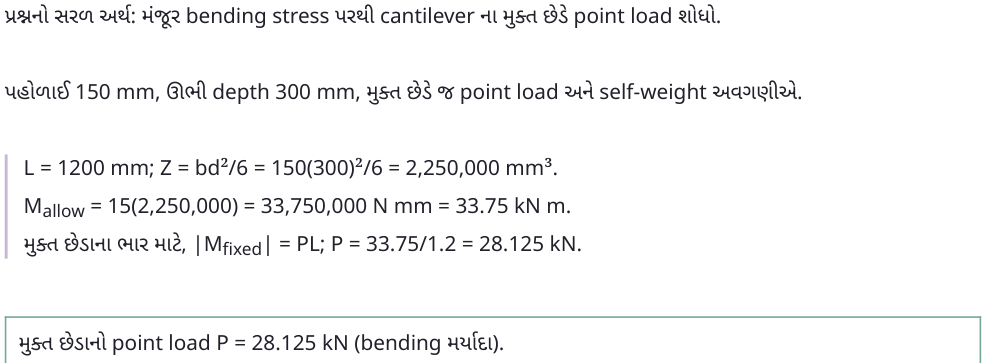 પ્રશ્નનો સરળ અર્થ: મંજૂર bending stress પરથી cantilever ના મુક્ત છેડે point load શોધો.
પહોળાઈ 150 mm, ઊભી depth 300 mm, મુક્ત છેડે જ point load અને self-weight અવગણીએ.
L = 1200 mm; Z = bd²/6 = 150(300)²/6 = 2,250,000 mm³.
Mallow = 15(2,250,000) = 33,750,000 N mm = 33.75 kN m.
મુક્ત છેડાના ભાર માટે, |Mfixed| = PL; P = 33.75/1.2 = 28.125 kN.
મુક્ત છેડાનો point load P = 28.125 kN (bending મર્યાદા).